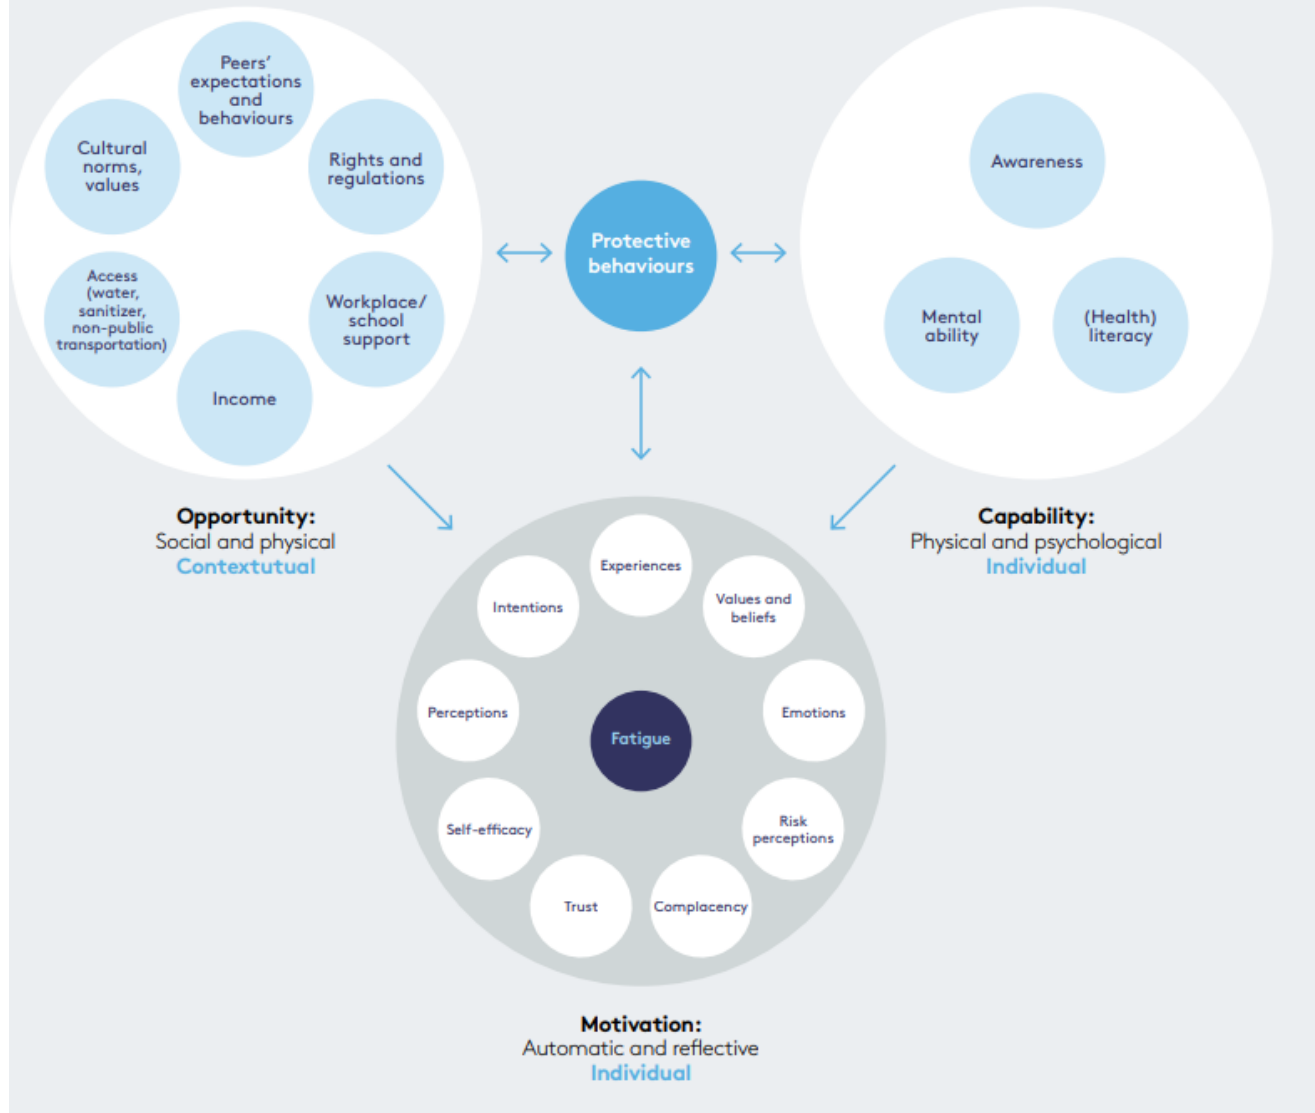 Peers'
expectations
and
behaviours
Cultural
norms,
values
Rights and
regulations
Access
(water,
sanitizer,
non-public
transportation)
Workplace/
school
support
Income
Opportunity:
Social and physical
Contextutual
Protective
behaviours
Awareness
Mental
ability
(Health)
literacy
Capability:
Physical and psychological
Individual
Experiences
Intentions
Values and
beliefs
Perceptions
Emotions
Fatigue
Self-efficacy
Risk
perceptions
Trust
Complacency
Motivation:
Automatic and reflective
Individual